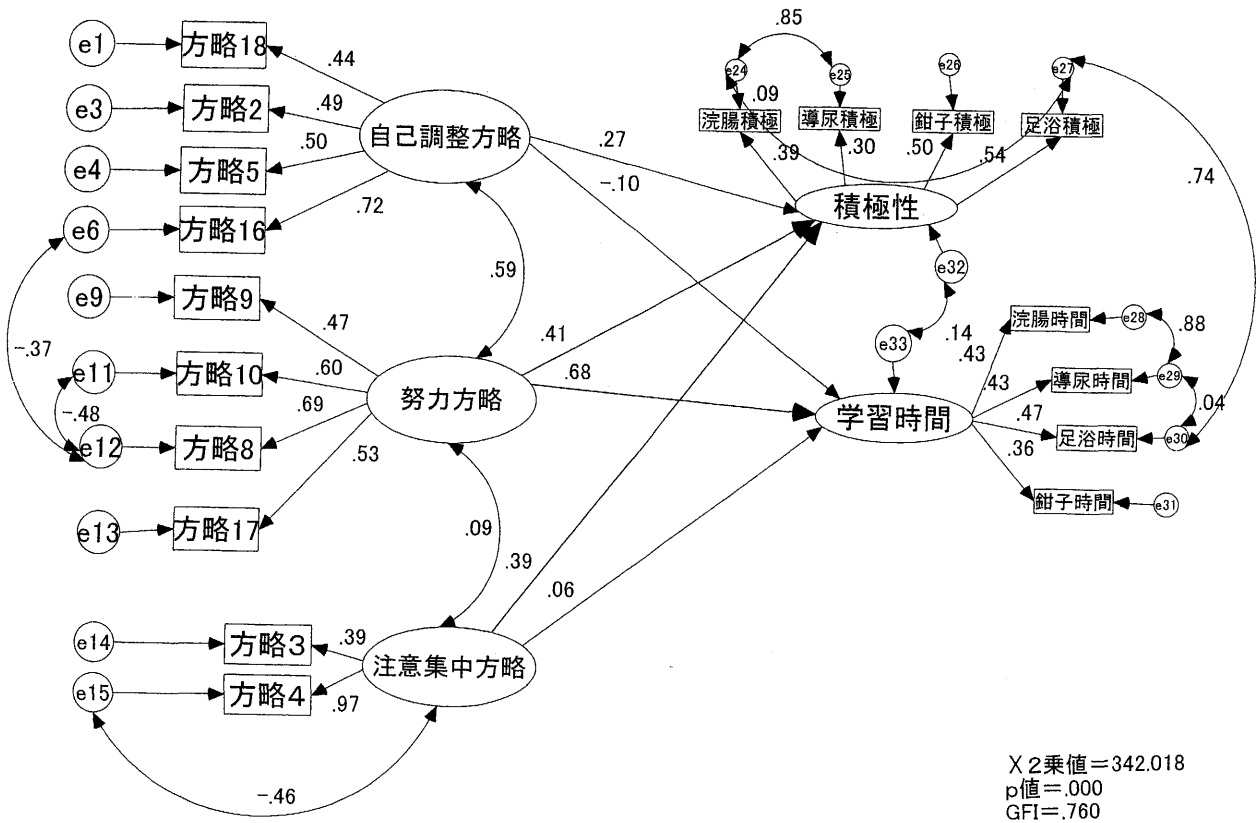 e1
方略18
.44
e3
方略2
.49
e4
方略5
.50
e6
方略16
.72
自己調整方略
.27
-.10
.59
e9
方略9
.47
-.37
e11
方略10
.60
-.48
e12
方略8
.69
方略17
.53
e13
努力方略
.41
.68
.09
.39
.06
e14
方略3
.39
e15
方略4
.97
注意集中方略
-.46
.85
e24
e25
e26
e27
.09
浣腸積極
導尿積極
鉗子積極
足浴積極
.39
.30
.50
.54
.74
積極性
e32
e33
.14
.43
学習時間
浣腸時間
e28
.88
.43
導尿時間
e29
.47
.04
足浴時間
e30
.36
鉗子時間
e31
X2乗値=342.018
p値=.000
GFI=.760